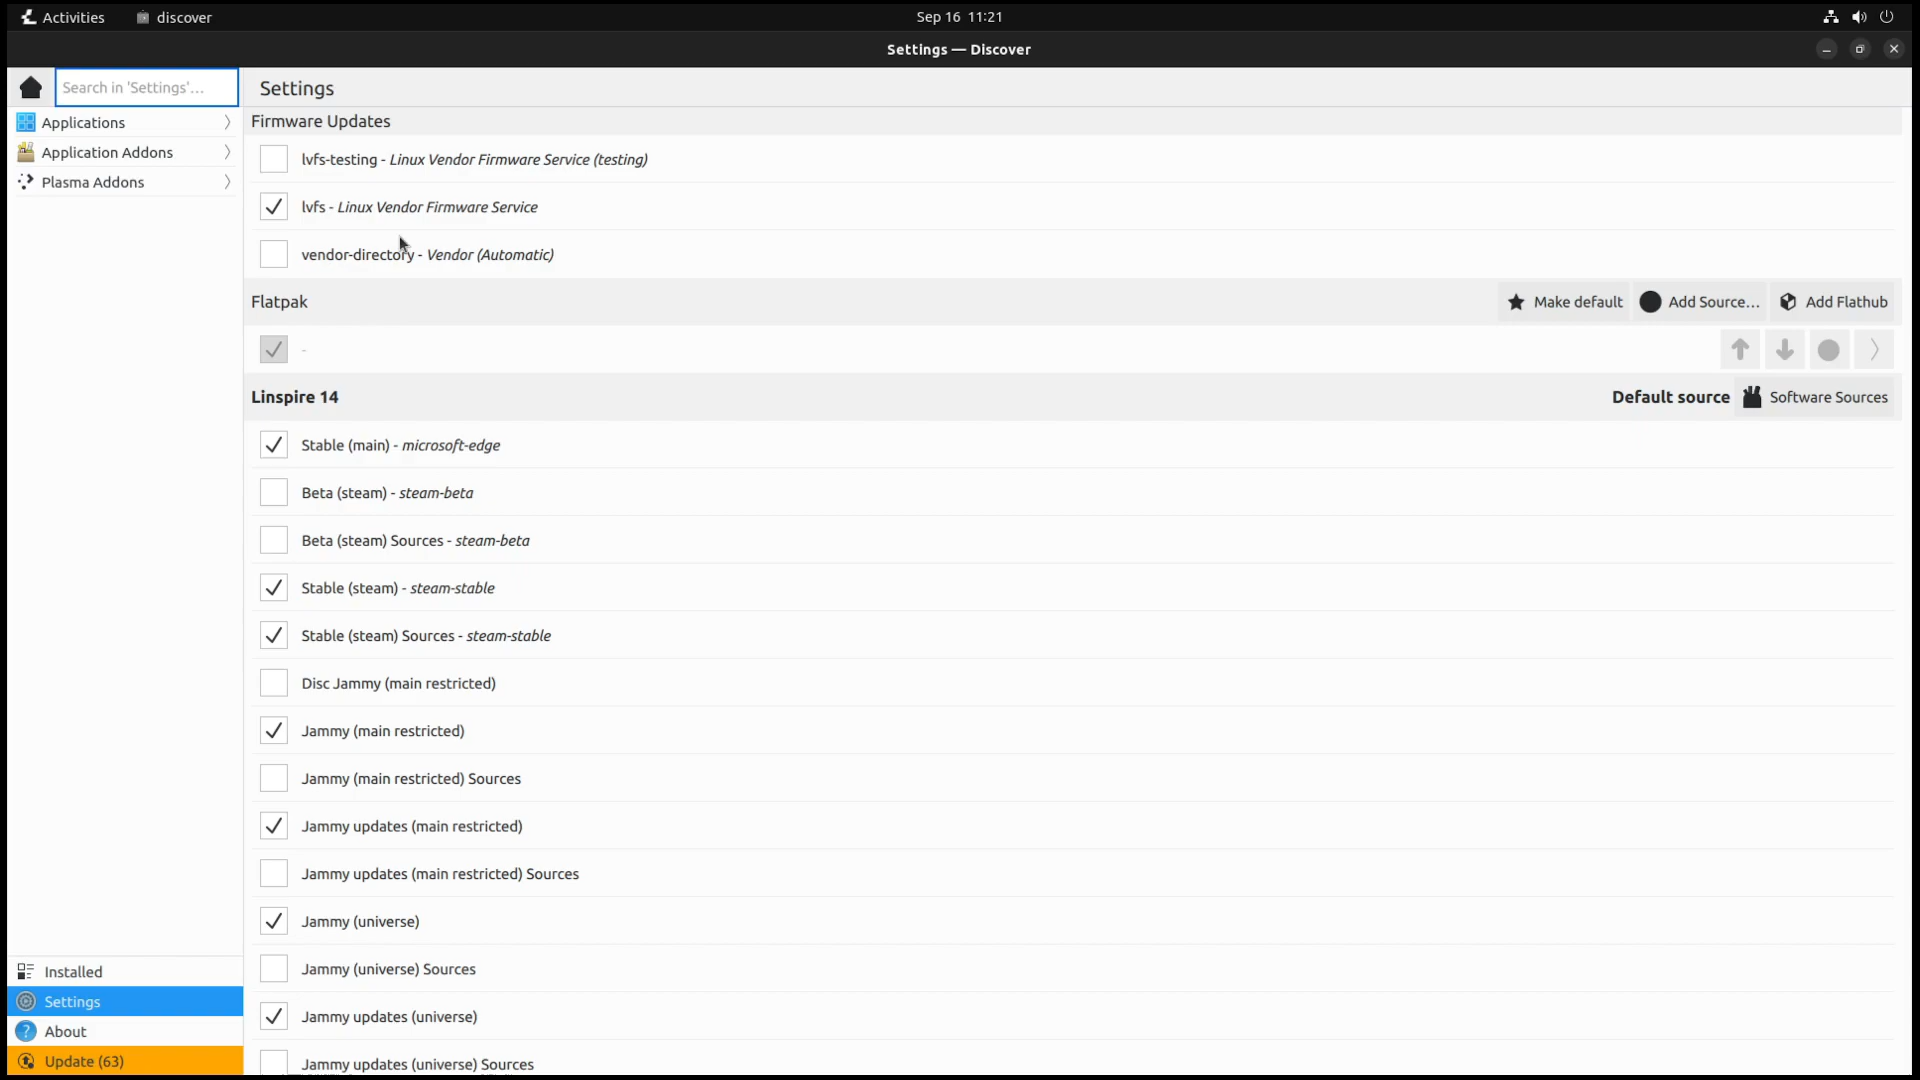 Activities discover Sep 16 11:21
Settings — Discover
Search in 'Settings'...
Settings
Applications
Application Addons
Plasma Addons
Firmware Updates
lvfs-testing - Linux Vendor Firmware Service (testing)
lvfs - Linux Vendor Firmware Service
vendor-directory - Vendor (Automatic)
Flatpak Make default Add Source... Add Flathub
-
Linspire 14 Default source Software Sources
Stable (main) - microsoft-edge
Beta (steam) - steam-beta
Beta (steam) Sources - steam-beta
Stable (steam) - steam-stable
Stable (steam) Sources - steam-stable
Disc Jammy (main restricted)
Jammy (main restricted)
Jammy (main restricted) Sources
Jammy updates (main restricted)
Jammy updates (main restricted) Sources
Jammy (universe)
Jammy (universe) Sources
Jammy updates (universe)
Jammy updates (universe) Sources
Installed
Settings
About
Update (63)